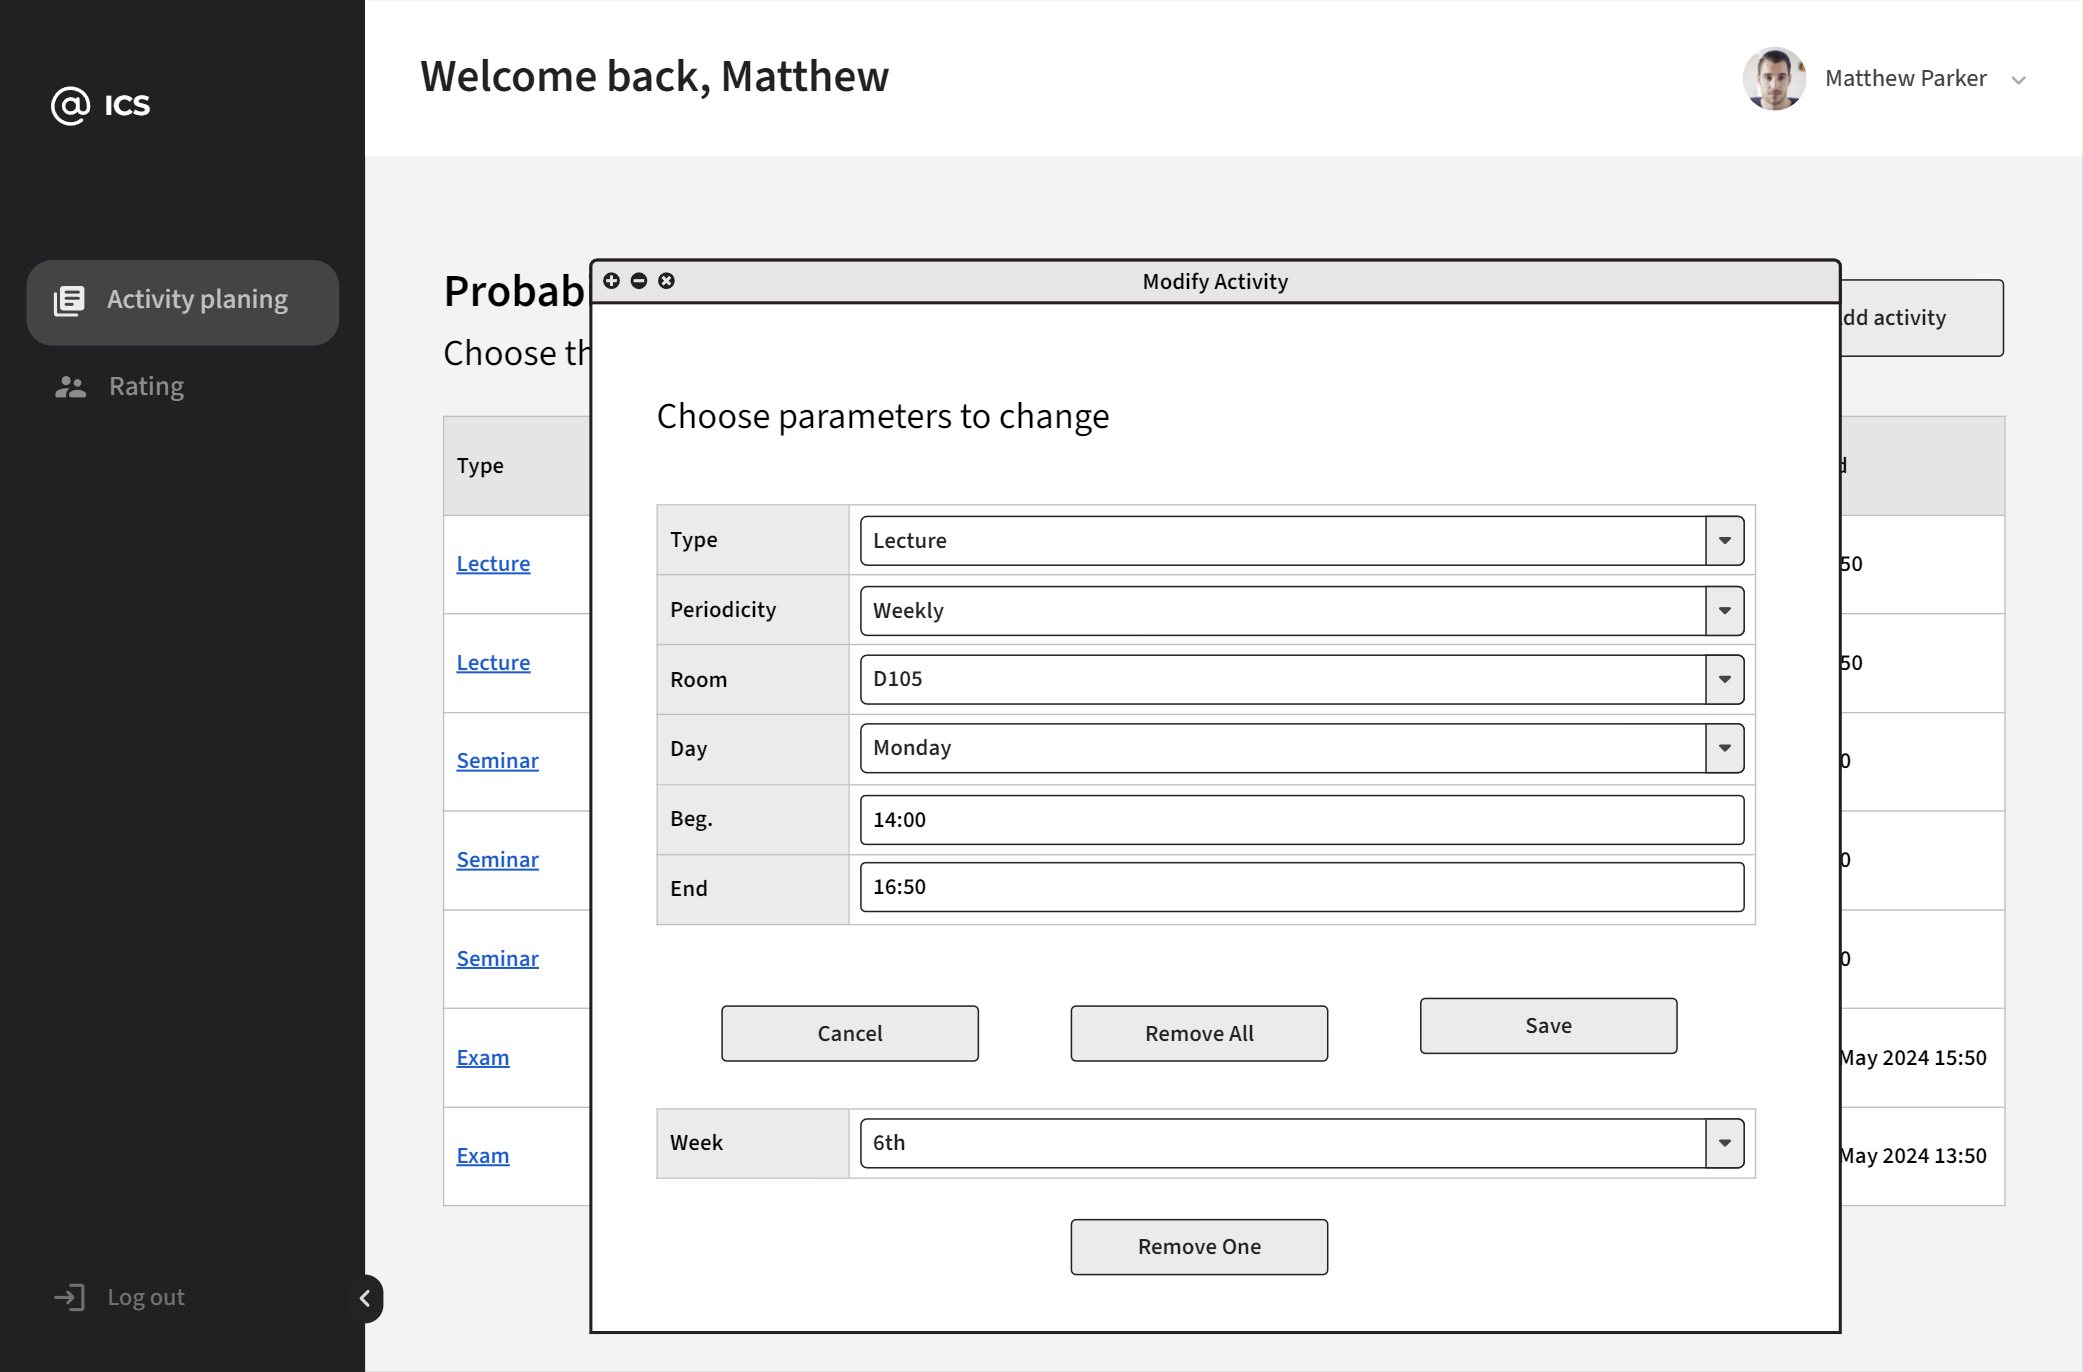 @ ICS
Welcome back, Matthew
Matthew Parker
Activity planing
Rating
Log out
Modify Activity
Choose parameters to change
Type Lecture
Periodicity Weekly
Room D105
Day Monday
Beg. 14:00
End 16:50
Cancel Remove All Save
Week 6th
Remove One
Probab
Choose th
dd activity
Type d
Lecture 50
Lecture 50
Seminar 0
Seminar 0
Seminar 0
Exam May 2024 15:50
Exam May 2024 13:50